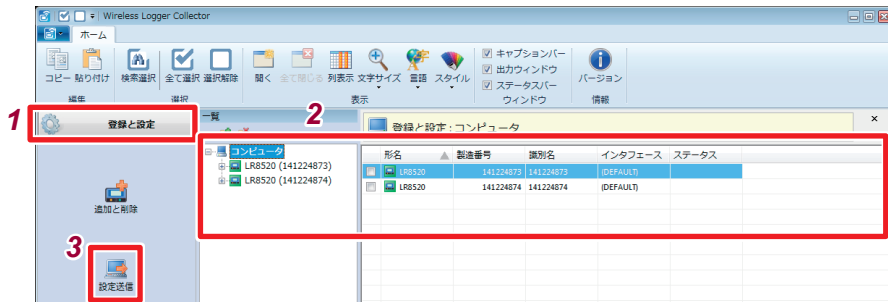 Wireless Logger Collector
ホーム
コピー 貼り付け 検索選択 全て選択 選択解除 開く 全て閉じる 列表示 文字サイズ 言語 スタイル
キャプションバー
出力ウィンドウ
ステータスバー
バージョン
編集 選択 表示 ウィンドウ 情報
1 登録と設定
一覧
2
登録と設定 : コンピュータ
コンピュータ
LR8520 (141224873)
LR8520 (141224874)
形名 製造番号 識別名 インタフェース ステータス
LR8520 141224873 141224873 (DEFAULT)
LR8520 141224874 141224874 (DEFAULT)
追加と削除
3
設定送信